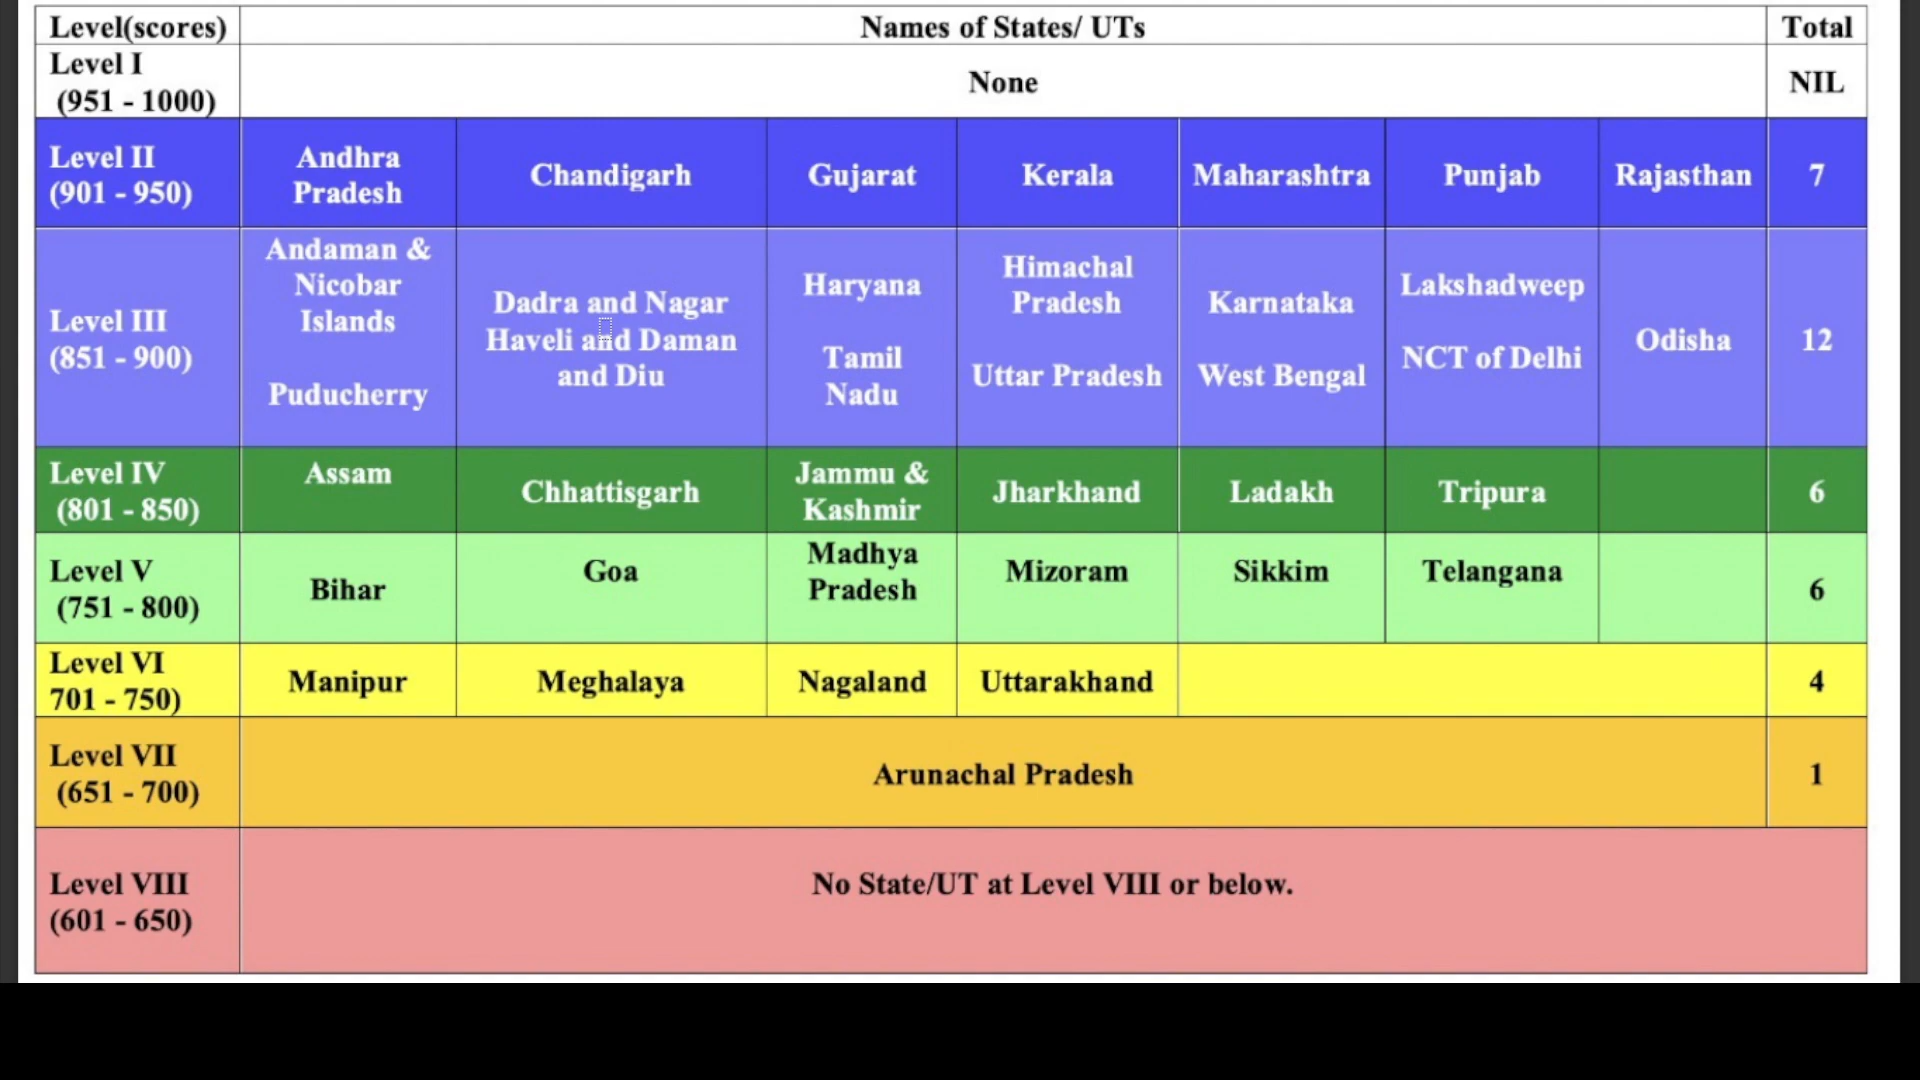 Level(scores) Names of States/ UTs Total
Level I
(951 - 1000) None NIL
Level II
(901 - 950)
Andhra
Pradesh
Chandigarh
Gujarat
Kerala
Maharashtra
Punjab
Rajasthan
7
Level III
(851 - 900)
Andaman &
Nicobar
Islands
Puducherry
Dadra and Nagar
Haveli and Daman
and Diu
Haryana
Tamil
Nadu
Himachal
Pradesh
Uttar Pradesh
Karnataka
West Bengal
Lakshadweep
NCT of Delhi
Odisha
12
Level IV
(801 - 850)
Assam
Chhattisgarh
Jammu &
Kashmir
Jharkhand
Ladakh
Tripura
6
Level V
(751 - 800)
Bihar
Goa
Madhya
Pradesh
Mizoram
Sikkim
Telangana
6
Level VI
701 - 750)
Manipur
Meghalaya
Nagaland
Uttarakhand
4
Level VII
(651 - 700)
Arunachal Pradesh
1
Level VIII
(601 - 650)
No State/UT at Level VIII or below.